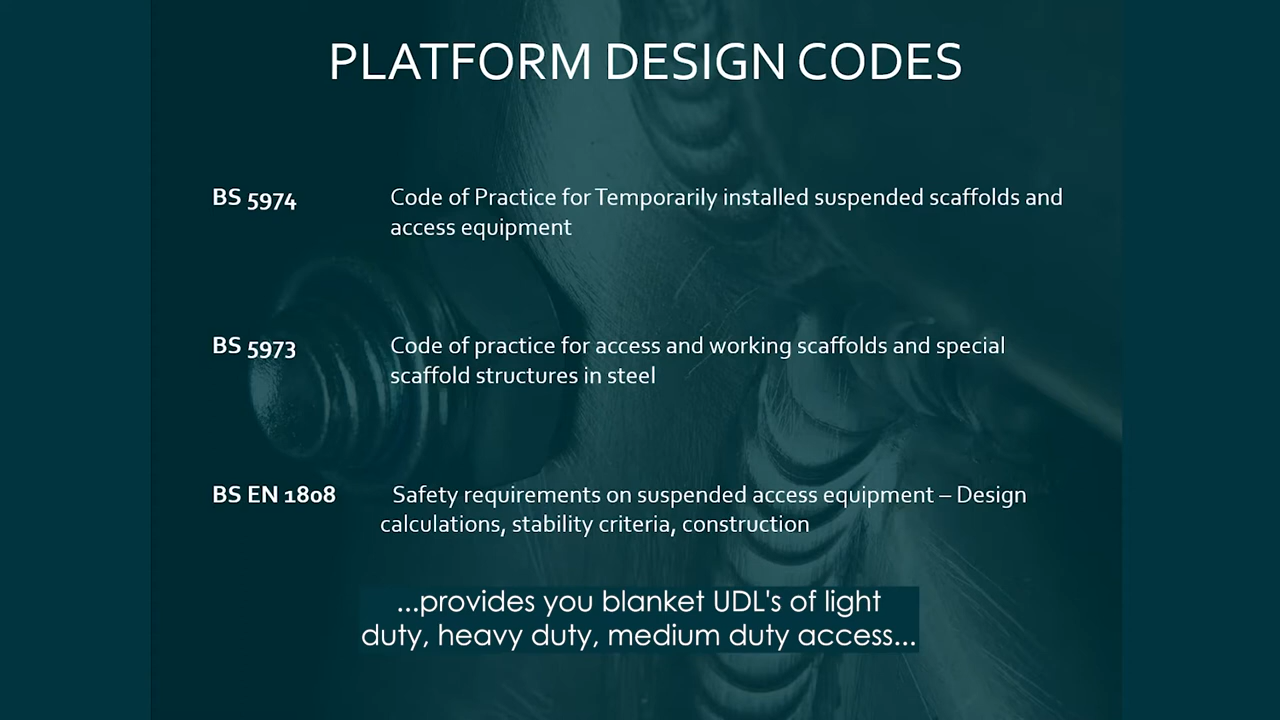 PLATFORM DESIGN CODES
BS 5974 Code of Practice for Temporarily installed suspended scaffolds and
access equipment
BS 5973 Code of practice for access and working scaffolds and special
scaffold structures in steel
BS EN 1808 Safety requirements on suspended access equipment – Design
calculations, stability criteria, construction
...provides you blanket UDL's of light
duty, heavy duty, medium duty access...